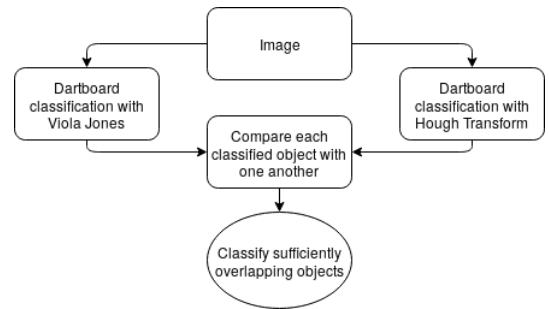 Image
Dartboard
classification with
Viola Jones
Dartboard
classification with
Hough Transform
Compare each
classified object with
one another
Classify sufficiently
overlapping objects